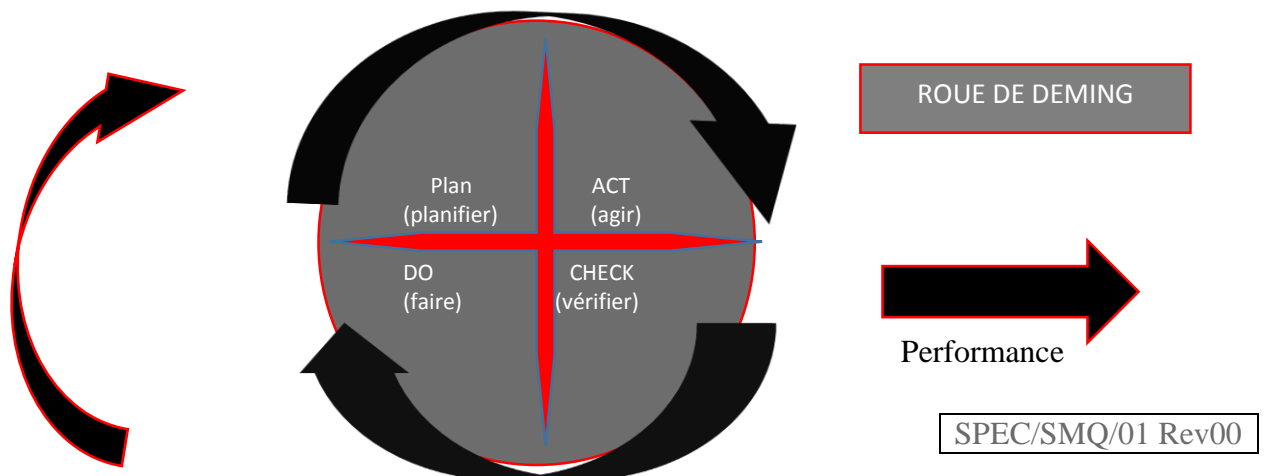 ROUE DE DEMING
Plan
(planifier)
ACT
(agir)
DO
(faire)
CHECK
(vérifier)
Performance
SPEC/SMQ/01 Rev00